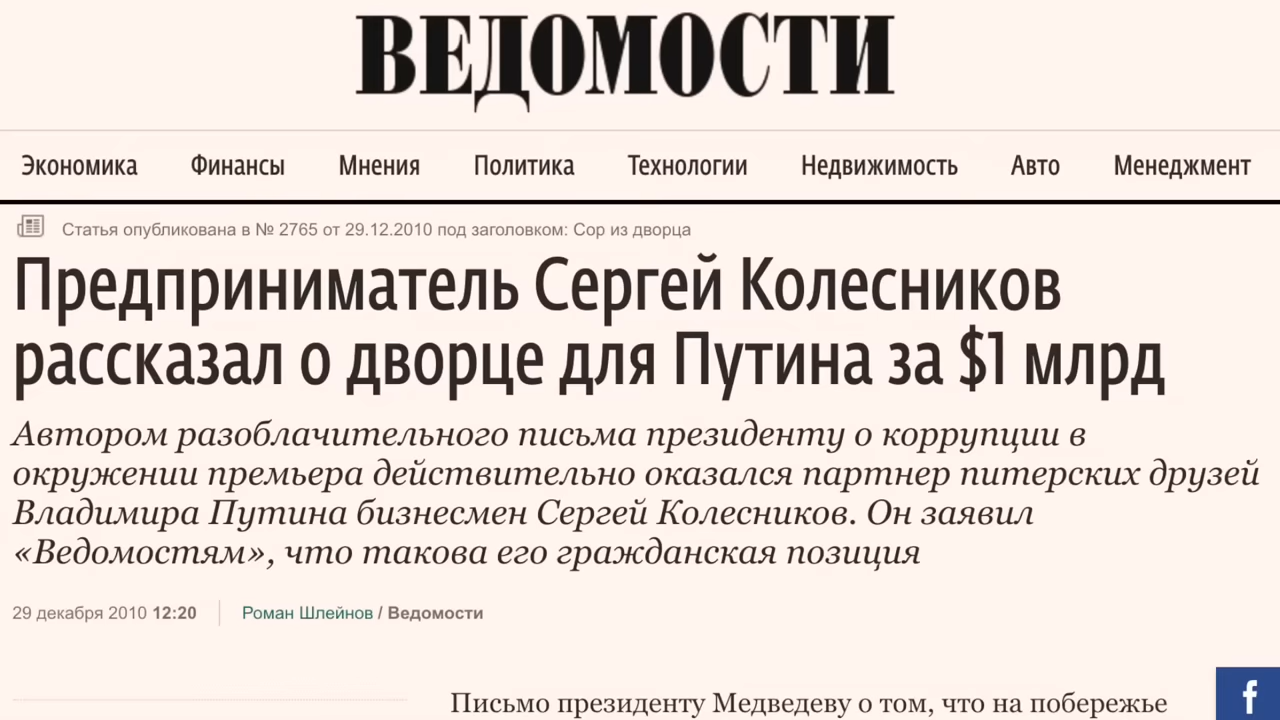 ВЕДОМОСТИ
Экономика Финансы Мнения Политика Технологии Недвижимость Авто Менеджмент
Статья опубликована в № 2765 от 29.12.2010 под заголовком: Сор из дворца
Предприниматель Сергей Колесников
рассказал о дворце для Путина за $1 млрд
Автором разоблачительного письма президенту о коррупции в
окружении премьера действительно оказался партнер питерских друзей
Владимира Путина бизнесмен Сергей Колесников. Он заявил
«Ведомостям», что такова его гражданская позиция
29 декабря 2010 12:20 Роман Шлейнов / Ведомости
Письмо президенту Медведеву о том, что на побережье
f